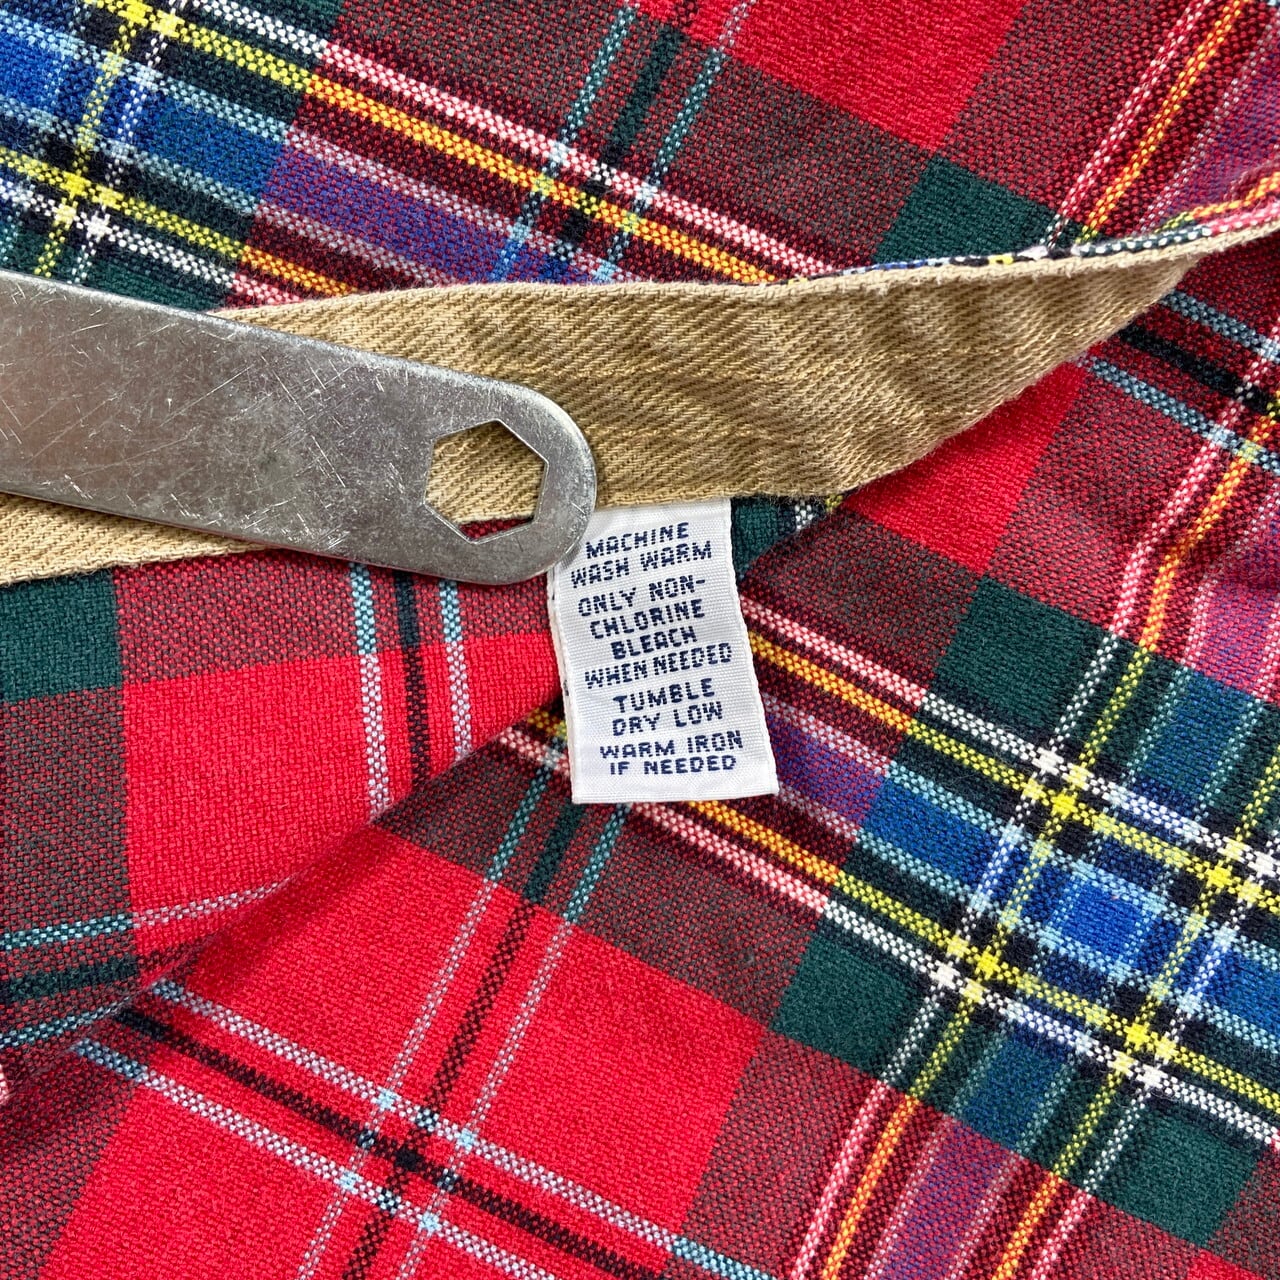 MACHINE
WASH WARM
ONLY NON-
CHLORINE
BLEACH
WHEN NEEDED
TUMBLE
DRY LOW
WARM IRON
IF NEEDED